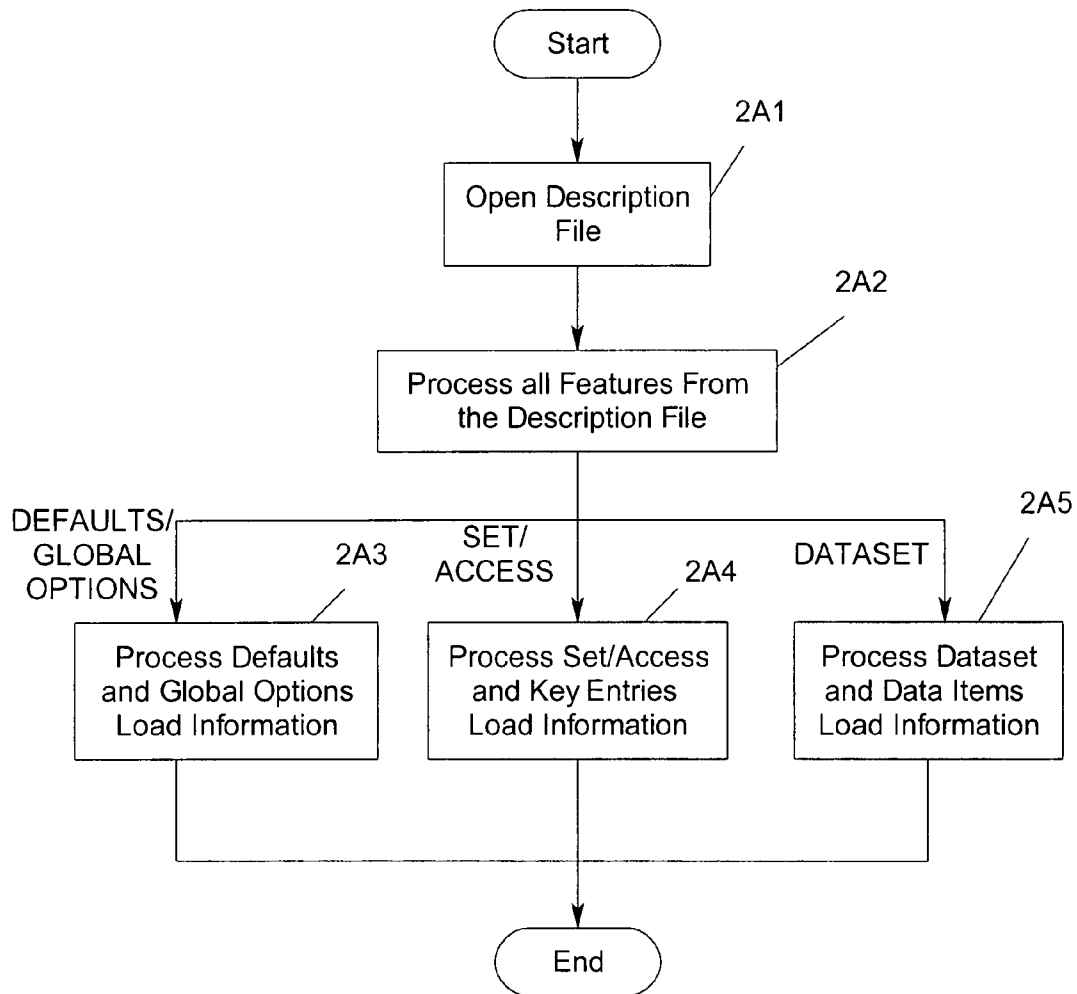 Start
2A1
Open Description
File
2A2
Process all Features From
the Description File
DEFAULTS/
GLOBAL
OPTIONS
2A3
SET/
ACCESS
2A4
DATASET
2A5
Process Defaults
and Global Options
Load Information
Process Set/Access
and Key Entries
Load Information
Process Dataset
and Data Items
Load Information
End